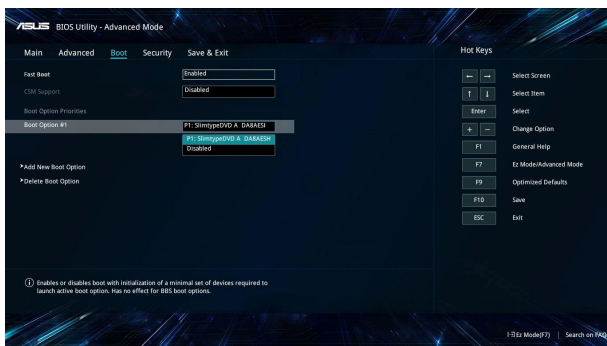 ASUS BIOS Utility - Advanced Mode
Main Advanced Boot Security Save & Exit
Hot Keys
Fast Boot Enabled
CSM Support Disabled
Boot Option Priorities
Boot Option #1 P1: SlimtypeDVD A DA8AESI
P1: SlimtypeDVD A DA8AESH
Disabled
Add New Boot Option
Delete Boot Option
← → Select Screen
↑ ↓ Select Item
Enter Select
+ − Change Option
F1 General Help
F7 Ez Mode/Advanced Mode
F9 Optimized Defaults
F10 Save
ESC Exit
Enables or disables boot with initialization of a minimal set of devices required to
launch active boot option. Has no effect for BBS boot options.
Ez Mode(F7) | Search on FAQ